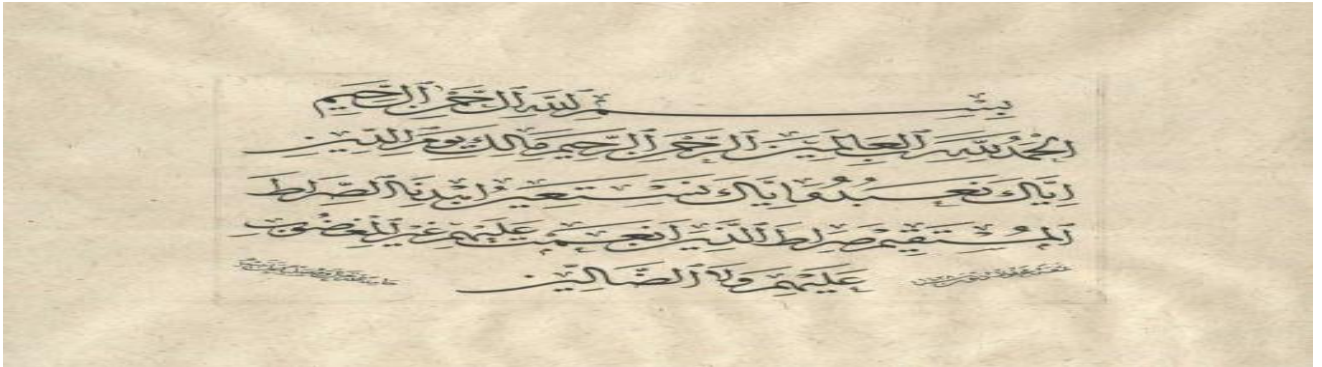 بسم الله الرحمن الرحيم
الحمد لله رب العالمين الرحمن الرحيم مالك يوم الدين
إياك نعبد وإياك نستعين اهدنا الصراط
المستقيم صراط الذين أنعمت عليهم غير المغضوب
عليهم ولا الضالين